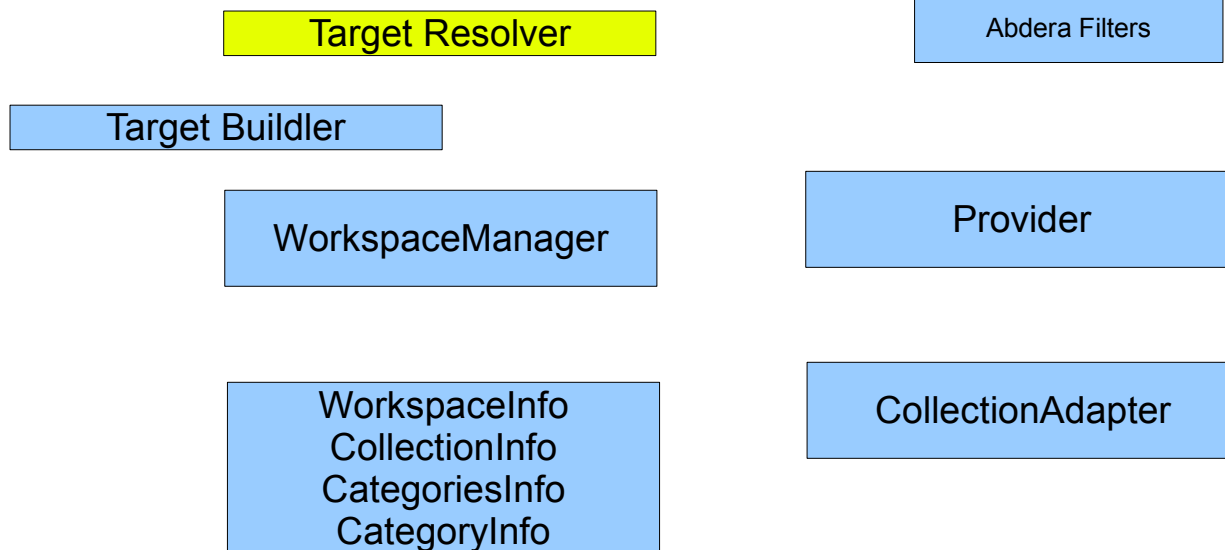 Target Resolver
Abdera Filters
Target Buildler
WorkspaceManager
Provider
WorkspaceInfo
CollectionInfo
CategoriesInfo
CategoryInfo
CollectionAdapter